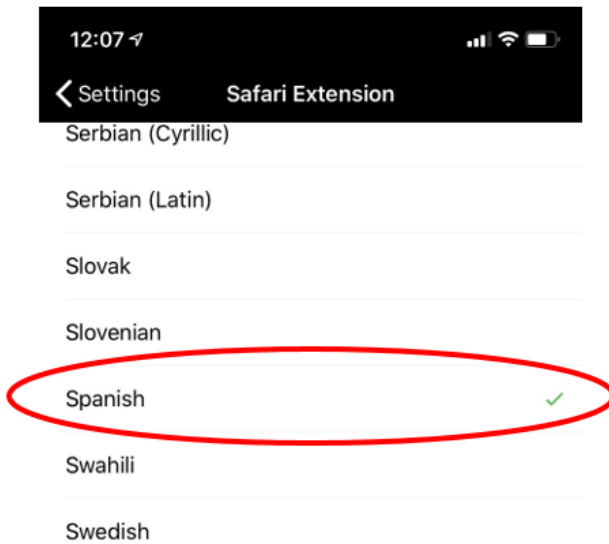 12:07
Settings Safari Extension
Serbian (Cyrillic)
Serbian (Latin)
Slovak
Slovenian
Spanish
Swahili
Swedish